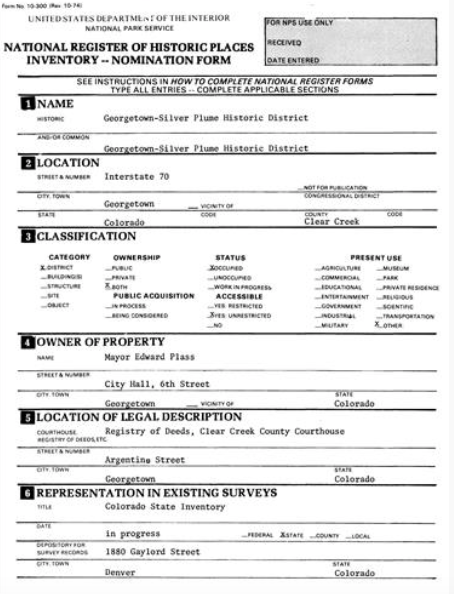 Form No. 10-300 (Rev 10-74)
UNITED STATES DEPARTMENT OF THE INTERIOR
NATIONAL PARK SERVICE
FOR NPS USE ONLY
NATIONAL REGISTER OF HISTORIC PLACES
INVENTORY -- NOMINATION FORM
RECEIVED
DATE ENTERED
SEE INSTRUCTIONS IN HOW TO COMPLETE NATIONAL REGISTER FORMS
TYPE ALL ENTRIES -- COMPLETE APPLICABLE SECTIONS
1 NAME
HISTORIC Georgetown-Silver Plume Historic District
AND/OR COMMON
Georgetown-Silver Plume Historic District
2 LOCATION
STREET & NUMBER Interstate 70
__NOT FOR PUBLICATION
CITY, TOWN CONGRESSIONAL DISTRICT
Georgetown __ VICINITY OF
STATE CODE COUNTY CODE
Colorado Clear Creek
3 CLASSIFICATION
CATEGORY OWNERSHIP STATUS PRESENT USE
X DISTRICT __PUBLIC X OCCUPIED __AGRICULTURE __MUSEUM
__BUILDING(S) __PRIVATE __UNOCCUPIED __COMMERCIAL __PARK
__STRUCTURE X BOTH __WORK IN PROGRESS __EDUCATIONAL __PRIVATE RESIDENCE
__SITE PUBLIC ACQUISITION ACCESSIBLE __ENTERTAINMENT __RELIGIOUS
__OBJECT __IN PROCESS __YES: RESTRICTED __GOVERNMENT __SCIENTIFIC
__BEING CONSIDERED X YES: UNRESTRICTED __INDUSTRIAL __TRANSPORTATION
__NO __MILITARY X OTHER:
4 OWNER OF PROPERTY
NAME Mayor Edward Plass
STREET & NUMBER
City Hall, 6th Street
CITY, TOWN STATE
Georgetown __ VICINITY OF Colorado
5 LOCATION OF LEGAL DESCRIPTION
COURTHOUSE, Registry of Deeds, Clear Creek County Courthouse
REGISTRY OF DEEDS, ETC.
STREET & NUMBER
Argentine Street
CITY, TOWN STATE
Georgetown Colorado
6 REPRESENTATION IN EXISTING SURVEYS
TITLE Colorado State Inventory
DATE
in progress __FEDERAL X STATE __COUNTY __LOCAL
DEPOSITORY FOR
SURVEY RECORDS 1880 Gaylord Street
CITY, TOWN STATE
Denver Colorado